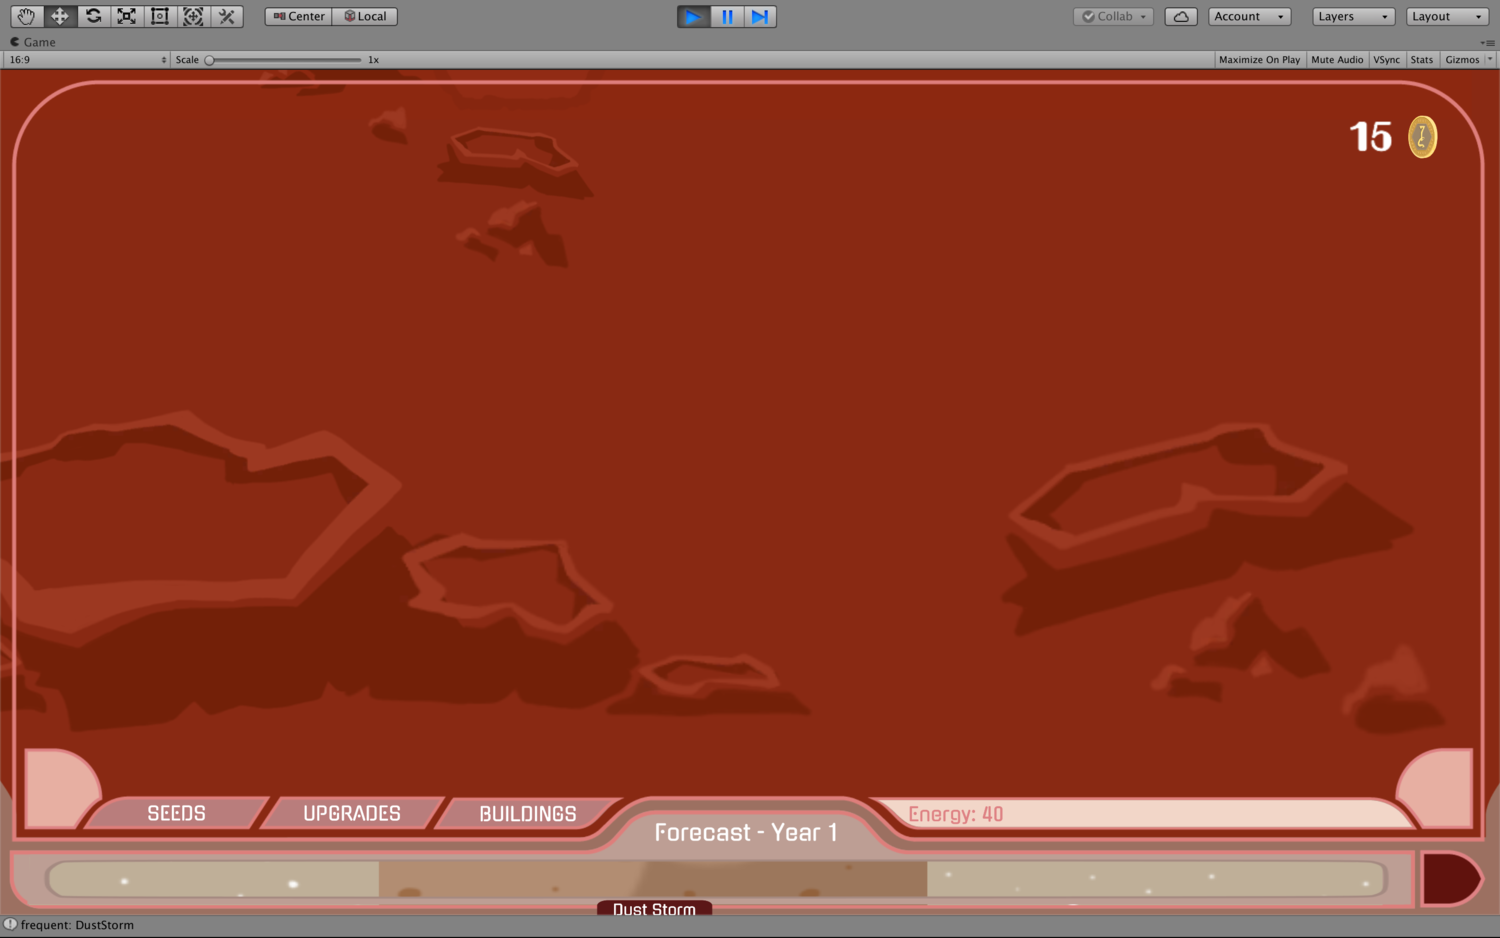 Center Local Collab Account Layers Layout
Game
16:9 Scale 1x Maximize On Play Mute Audio VSync Stats Gizmos
15
SEEDS UPGRADES BUILDINGS Energy: 40
Forecast - Year 1
Dust Storm
frequent: DustStorm